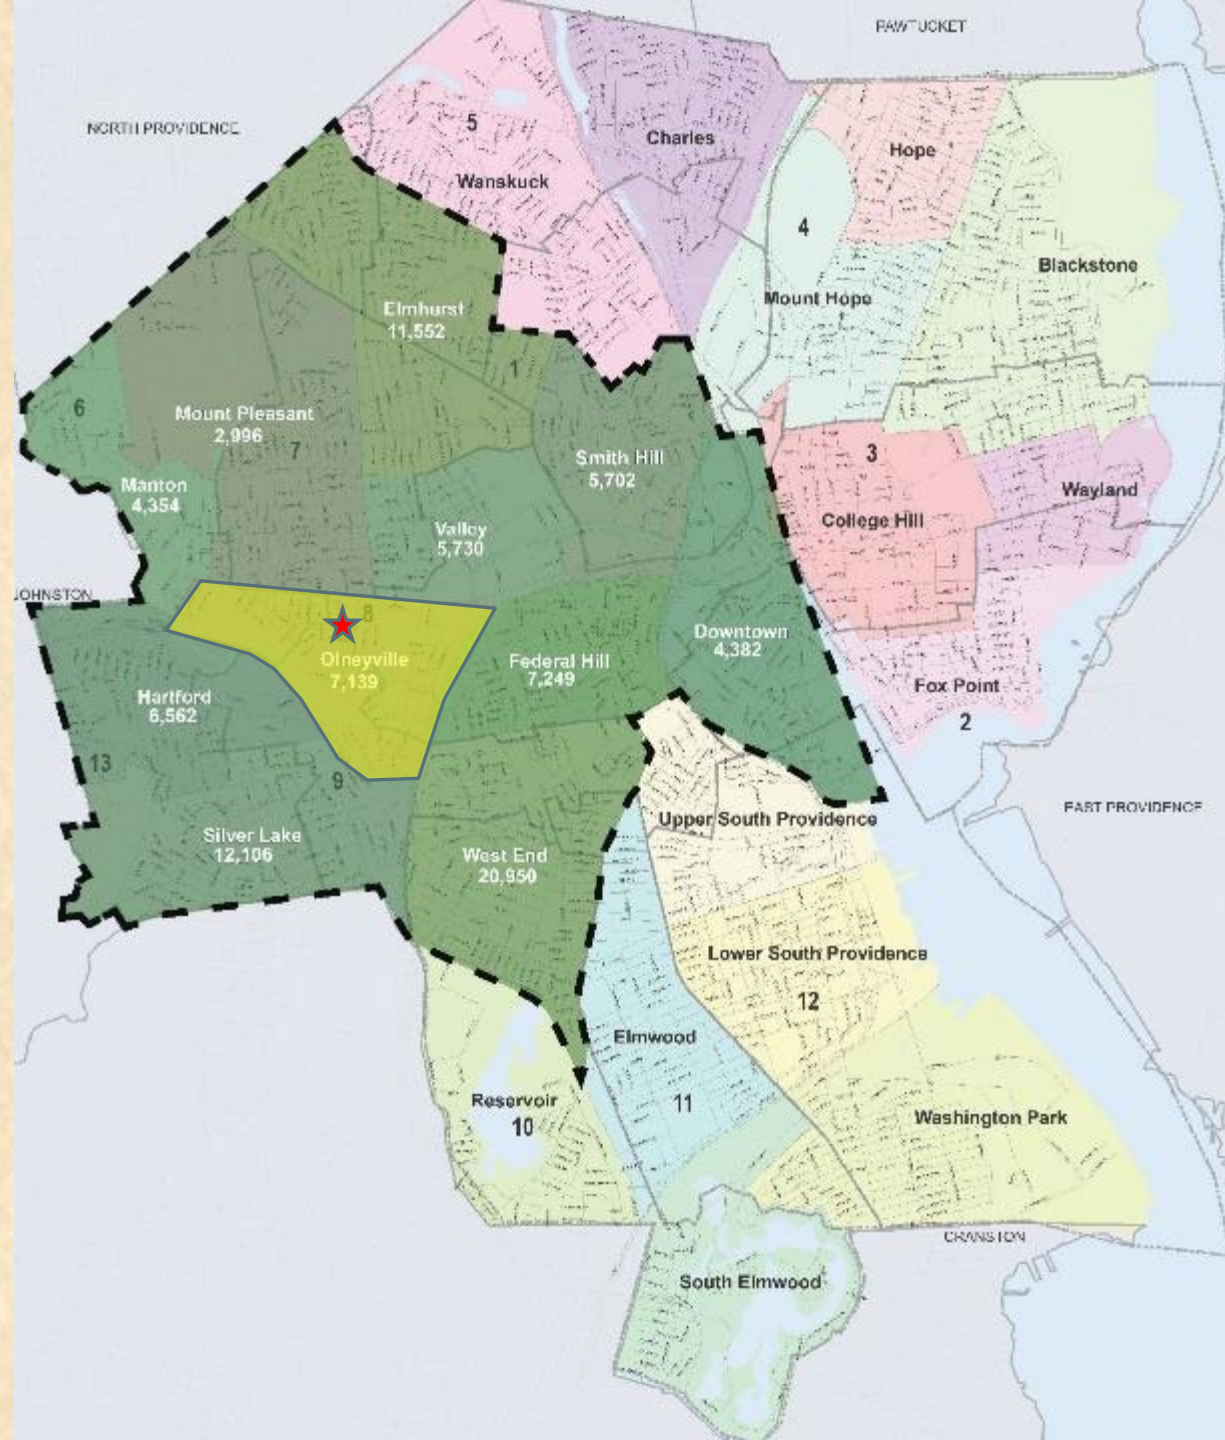 PAWTUCKET
NORTH PROVIDENCE
5
Charles
Hope
Wanskuck
4
Blackstone
Mount Hope
Elmhurst
11,552
1
6
Mount Pleasant
2,996
7
Smith Hill
5,702
3
Manton
4,354
Wayland
College Hill
Valley
5,730
JOHNSTON
8
Olneyville
7,139
Federal Hill
7,249
Downtown
4,382
Hartford
6,562
Fox Point
2
13
9
EAST PROVIDENCE
Upper South Providence
Silver Lake
12,106
West End
20,950
Lower South Providence
12
Elmwood
11
Reservoir
10
Washington Park
CRANSTON
South Elmwood